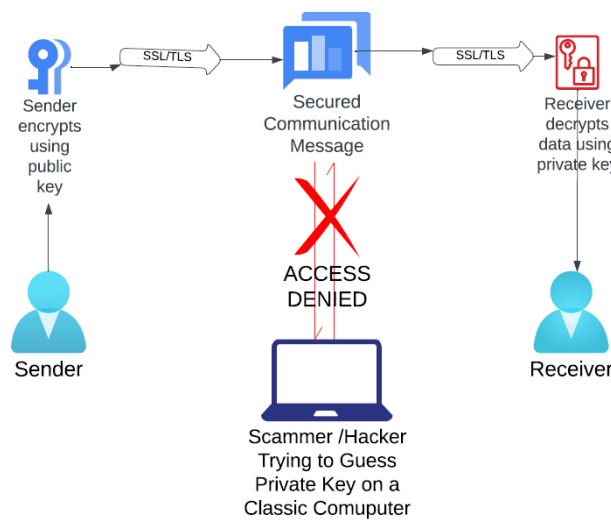 SSL/TLS
SSL/TLS
Sender
encrypts
using
public
key
Secured
Communication
Message
Receiver
decrypts
data using
private key
ACCESS
DENIED
Sender
Receiver
Scammer /Hacker
Trying to Guess
Private Key on a
Classic Comuputer